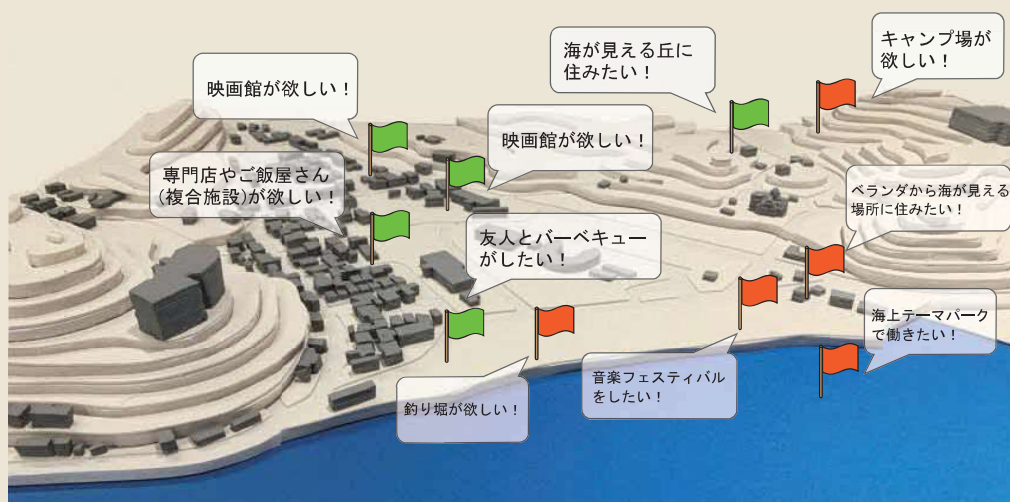 映画館が欲しい！
海が見える丘に
住みたい！
キャンプ場が
欲しい！
映画館が欲しい！
専門店やご飯屋さん
(複合施設)が欲しい！
ベランダから海が見える
場所に住みたい！
友人とバーベキュー
がしたい！
海上テーマパーク
で働きたい！
音楽フェスティバル
をしたい！
釣り堀が欲しい！